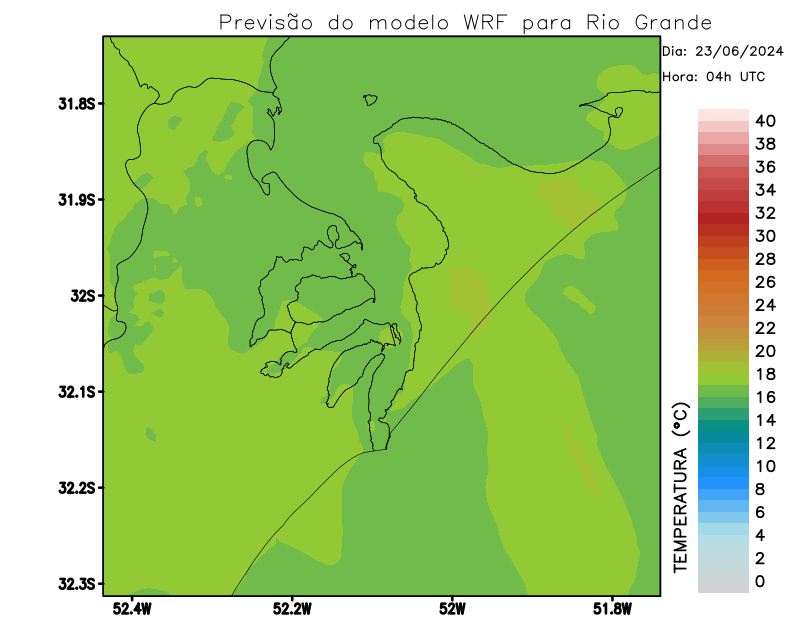 Previsão do modelo WRF para Rio Grande
Dia: 23/06/2024
Hora: 04h UTC
31.8S
31.9S
32S
32.1S
32.2S
32.3S
52.4W
52.2W
52W
51.8W
TEMPERATURA (°C)
40
38
36
34
32
30
28
26
24
22
20
18
16
14
12
10
8
6
4
2
0